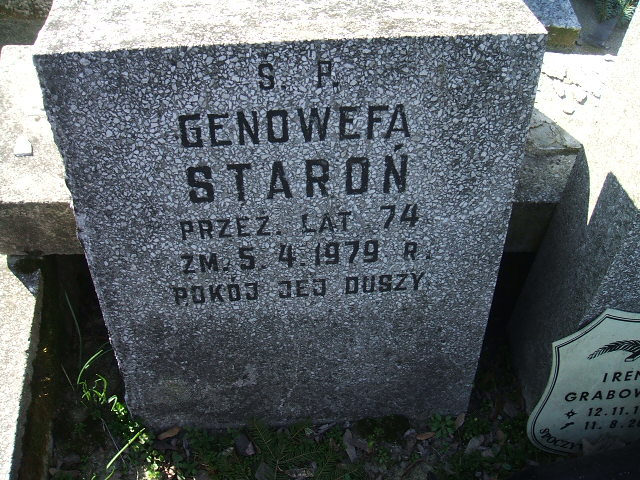 S. P.
GENOWEFA
STAROŃ
PRZEŻ. LAT 74
ZM. 5. 4. 1979 R.
POKÓJ JEJ DUSZY